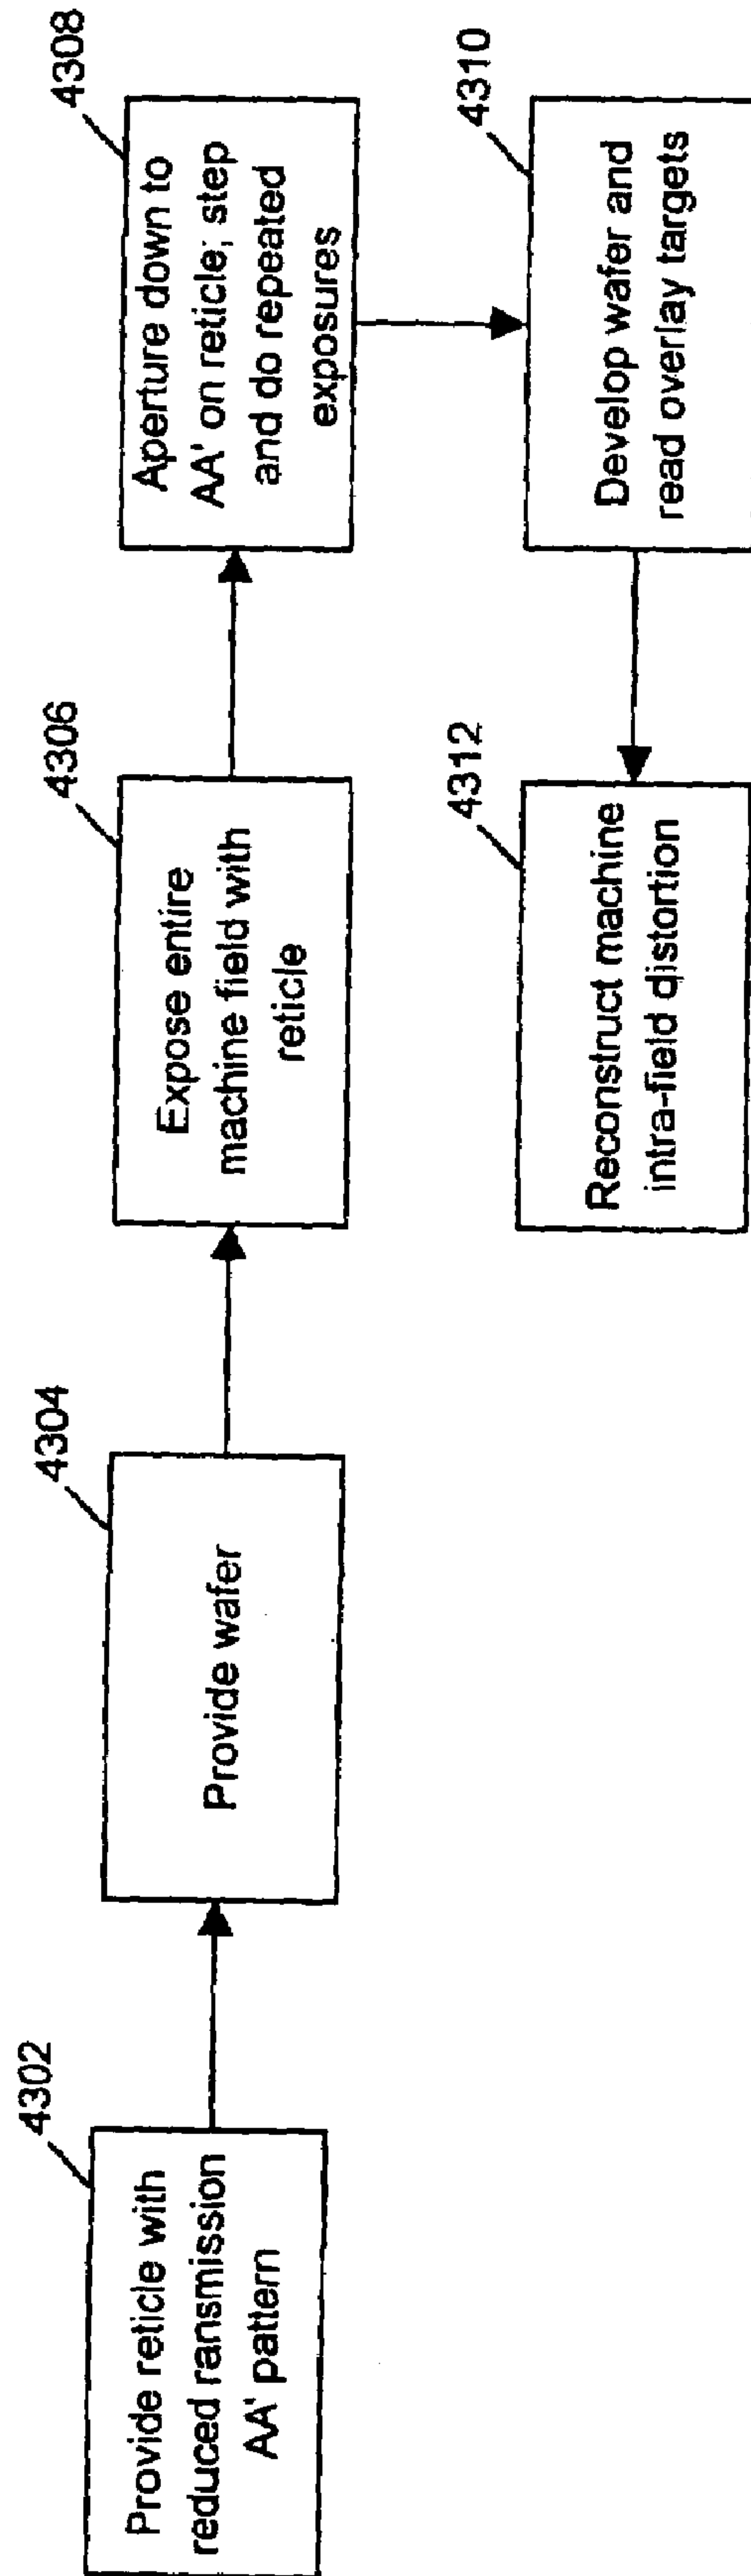 4302
Provide reticle with
reduced ransmission
AA' pattern
4304
Provide wafer
4306
Expose entire
machine field with
reticle
4308
Aperture down to
AA' on reticle; step
and do repeated
exposures
4310
Develop wafer and
read overlay targets
4312
Reconstruct machine
intra-field distortion